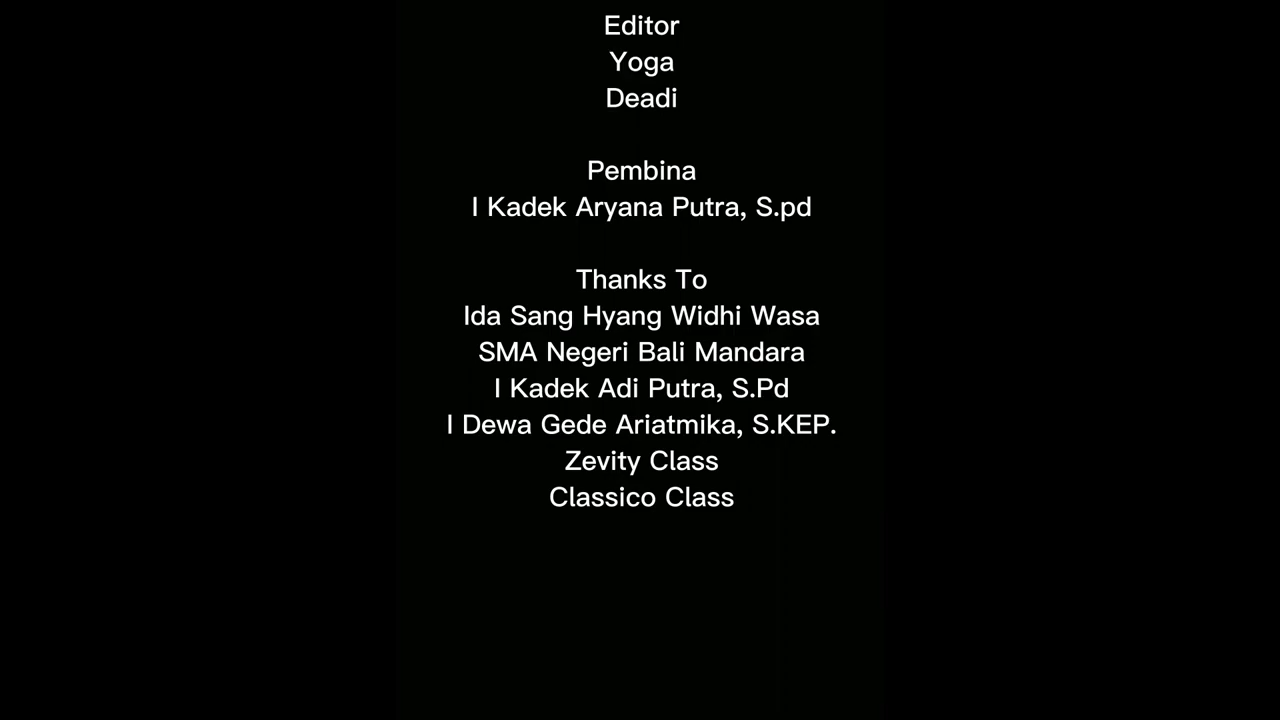 Editor
Yoga
Deadi
Pembina
I Kadek Aryana Putra, S.pd
Thanks To
Ida Sang Hyang Widhi Wasa
SMA Negeri Bali Mandara
I Kadek Adi Putra, S.Pd
I Dewa Gede Ariatmika, S.KEP.
Zevity Class
Classico Class